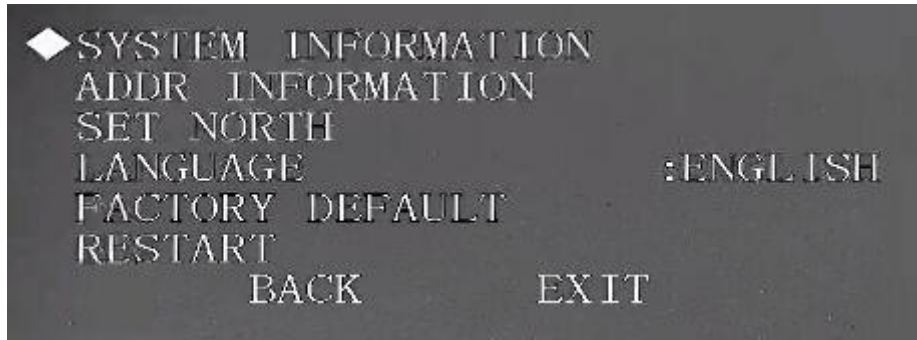 SYSTEM INFORMATION
ADDR INFORMATION
SET NORTH
LANGUAGE :ENGLISH
FACTORY DEFAULT
RESTART
BACK EXIT